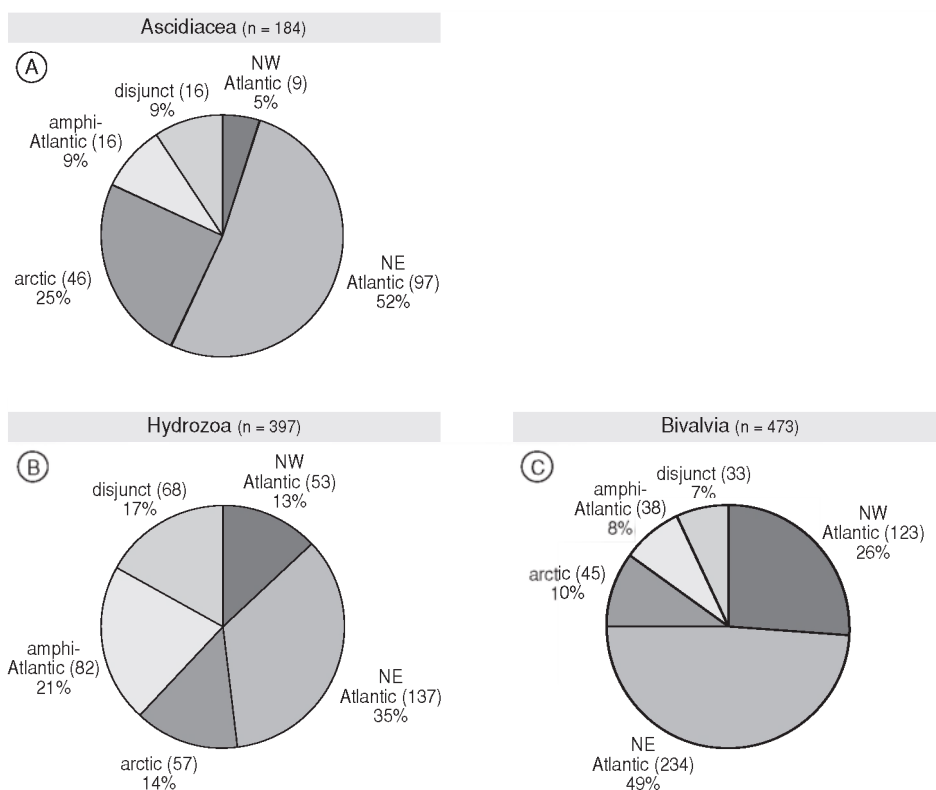 Ascidiacea (n = 184)
A
NW
Atlantic (9)
5%
disjunct (16)
9%
amphi-
Atlantic (16)
9%
arctic (46)
25%
NE
Atlantic (97)
52%
Hydrozoa (n = 397)
B
NW
Atlantic (53)
13%
disjunct (68)
17%
amphi-
Atlantic (82)
21%
NE
Atlantic (137)
35%
arctic (57)
14%
Bivalvia (n = 473)
C
disjunct (33)
7%
amphi-
Atlantic (38)
8%
NW
Atlantic (123)
26%
arctic (45)
10%
NE
Atlantic (234)
49%